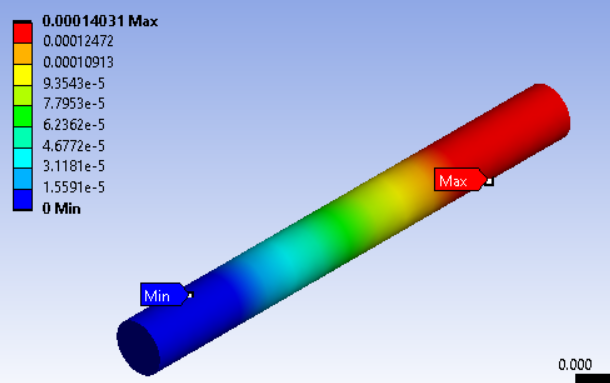 0.00014031 Max
0.00012472
0.00010913
9.3543e-5
7.7953e-5
6.2362e-5
4.6772e-5
3.1181e-5
1.5591e-5
0 Min
Max
Min
0.000